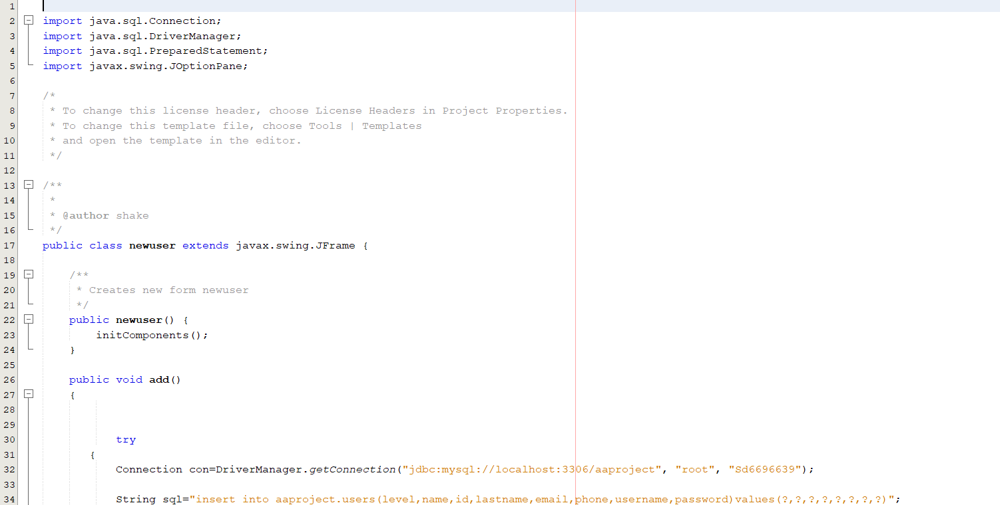 1
2 import java.sql.Connection;
3 import java.sql.DriverManager;
4 import java.sql.PreparedStatement;
5 import javax.swing.JOptionPane;
6
7 /*
8  * To change this license header, choose License Headers in Project Properties.
9  * To change this template file, choose Tools | Templates
10  * and open the template in the editor.
11  */
12
13 /**
14  *
15  * @author shake
16  */
17 public class newuser extends javax.swing.JFrame {
18
19     /**
20      * Creates new form newuser
21      */
22     public newuser() {
23         initComponents();
24     }
25
26     public void add()
27     {
28
29
30            try
31        {
32            Connection con=DriverManager.getConnection("jdbc:mysql://localhost:3306/aaproject", "root", "Sd6696639");
33
34            String sql="insert into aaproject.users(level,name,id,lastname,email,phone,username,password)values(?,?,?,?,?,?,?,?)";